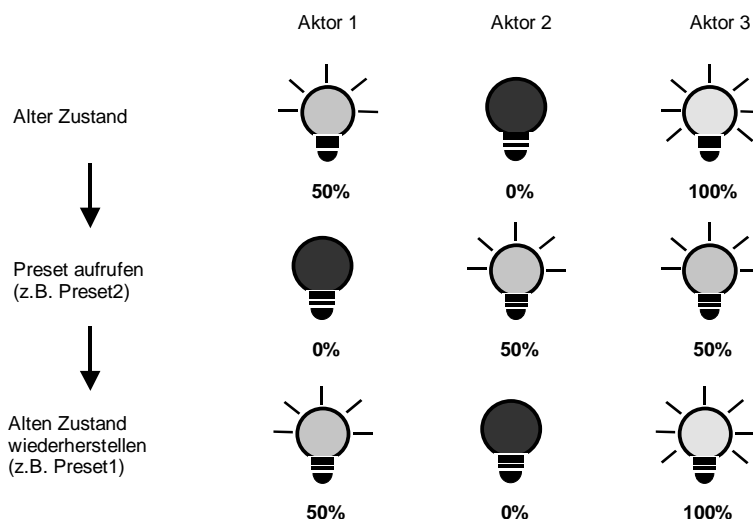 Aktor 1 Aktor 2 Aktor 3
Alter Zustand
50% 0% 100%
Preset aufrufen
(z.B. Preset2)
0% 50% 50%
Alten Zustand
wiederherstellen
(z.B. Preset1)
50% 0% 100%